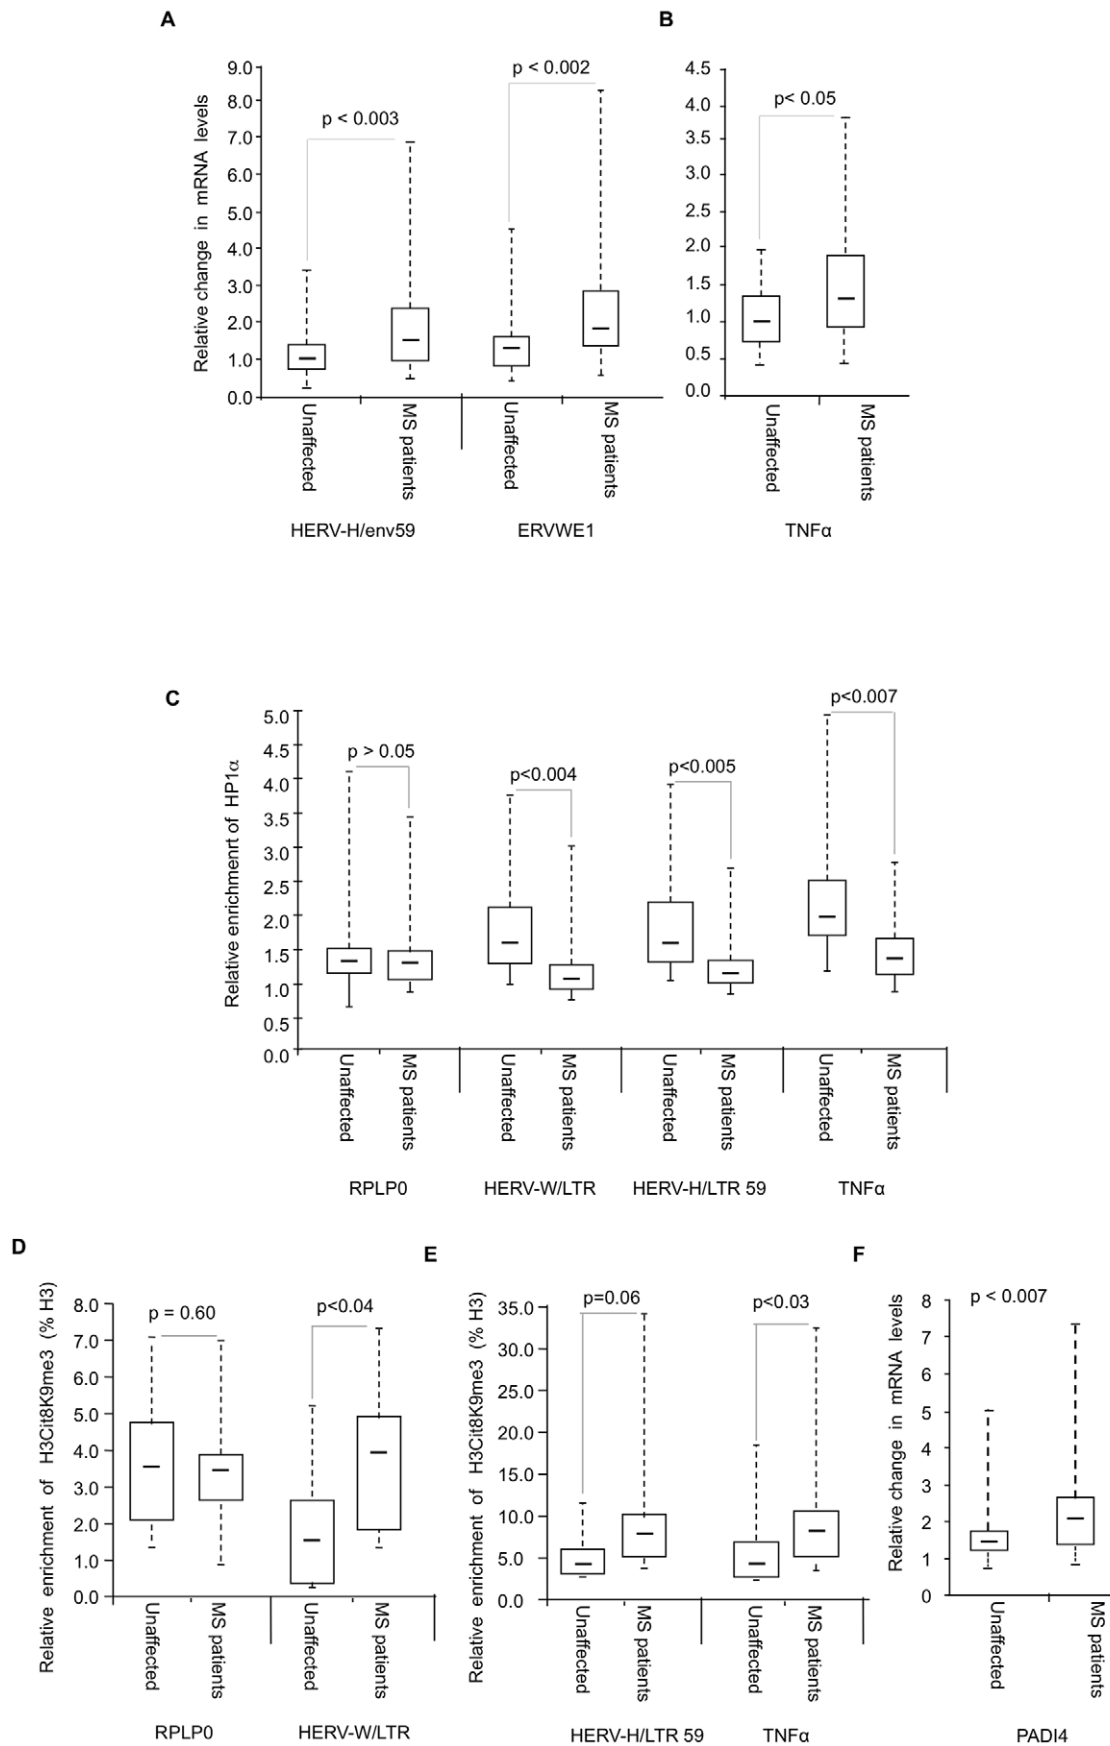 A
B
9.0
8.0
7.0
6.0
5.0
4.0
3.0
2.0
1.0
0.0
Relative change in mRNA levels
p < 0.003
p < 0.002
Unaffected
MS patients
Unaffected
MS patients
HERV-H/env59
ERVWE1
4.5
4.0
3.5
3.0
2.5
2.0
1.5
1.0
0.5
0.0
p< 0.05
Unaffected
MS patients
TNFα
C
5.0
4.5
4.0
3.5
3.0
2.5
2.0
1.5
1.0
0.5
0.0
Relative enrichmenrt of HP1α
p > 0.05
p<0.004
p<0.005
p<0.007
Unaffected
MS patients
Unaffected
MS patients
Unaffected
MS patients
Unaffected
MS patients
RPLP0
HERV-W/LTR
HERV-H/LTR 59
TNFα
D
8.0
7.0
6.0
5.0
4.0
3.0
2.0
1.0
0.0
Relative enrichment of H3Cit8K9me3 (% H3)
p = 0.60
p<0.04
Unaffected
MS patients
Unaffected
MS patients
RPLP0
HERV-W/LTR
E
35.0
30.0
25.0
20.0
15.0
10.0
5.0
0.0
Relative enrichment of H3Cit8K9me3 (% H3)
p=0.06
p<0.03
Unaffected
MS patients
Unaffected
MS patients
HERV-H/LTR 59
TNFα
F
8
7
6
5
4
3
2
1
0
Relative change in mRNA levels
p < 0.007
Unaffected
MS patients
PADI4